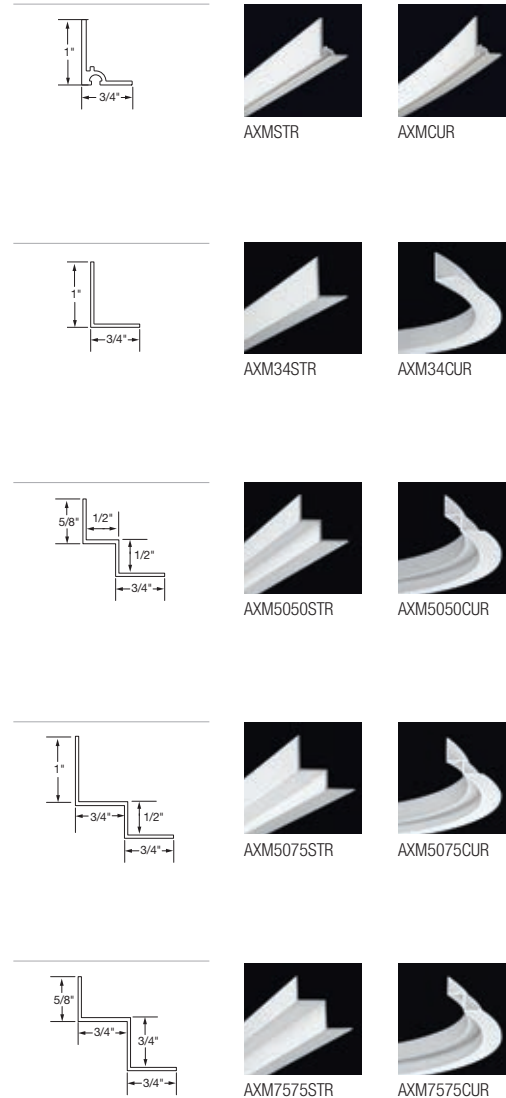 1"
3/4"
AXMSTR
AXMCUR
1"
3/4"
AXM34STR
AXM34CUR
5/8"
1/2"
1/2"
3/4"
AXM5050STR
AXM5050CUR
1"
3/4"
1/2"
3/4"
AXM5075STR
AXM5075CUR
5/8"
3/4"
3/4"
3/4"
AXM7575STR
AXM7575CUR